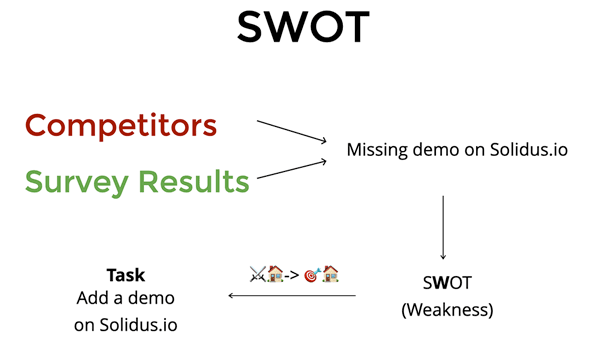 SWOT
Competitors
Survey Results
Missing demo on Solidus.io
SWOT
(Weakness)
⚔️🏠-> 🎯🏠
Task
Add a demo
on Solidus.io